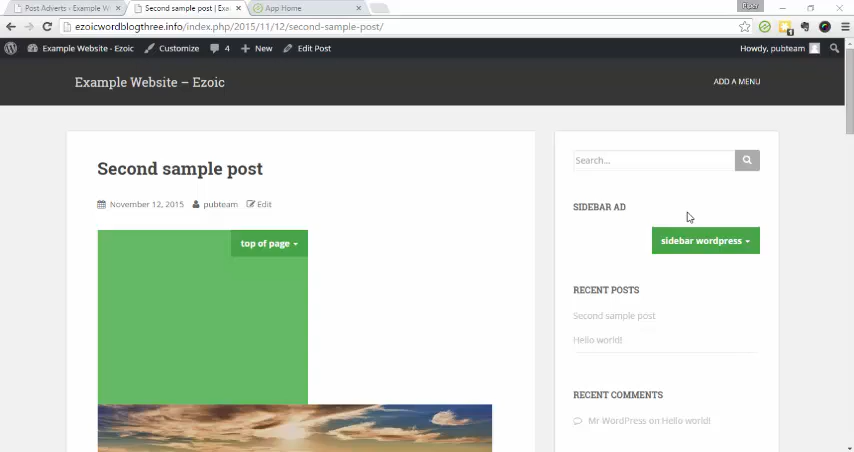 Post Adverts - Example W
Second sample post | Exa
App Home
Piper
ezoicwordblogthree.info/index.php/2015/11/12/second-sample-post/
Example Website - Ezoic
Customize
4
New
Edit Post
Howdy, pubteam
Example Website – Ezoic
ADD A MENU
Second sample post
November 12, 2015
pubteam
Edit
top of page
Search...
SIDEBAR AD
sidebar wordpress
RECENT POSTS
Second sample post
Hello world!
RECENT COMMENTS
Mr WordPress on Hello world!